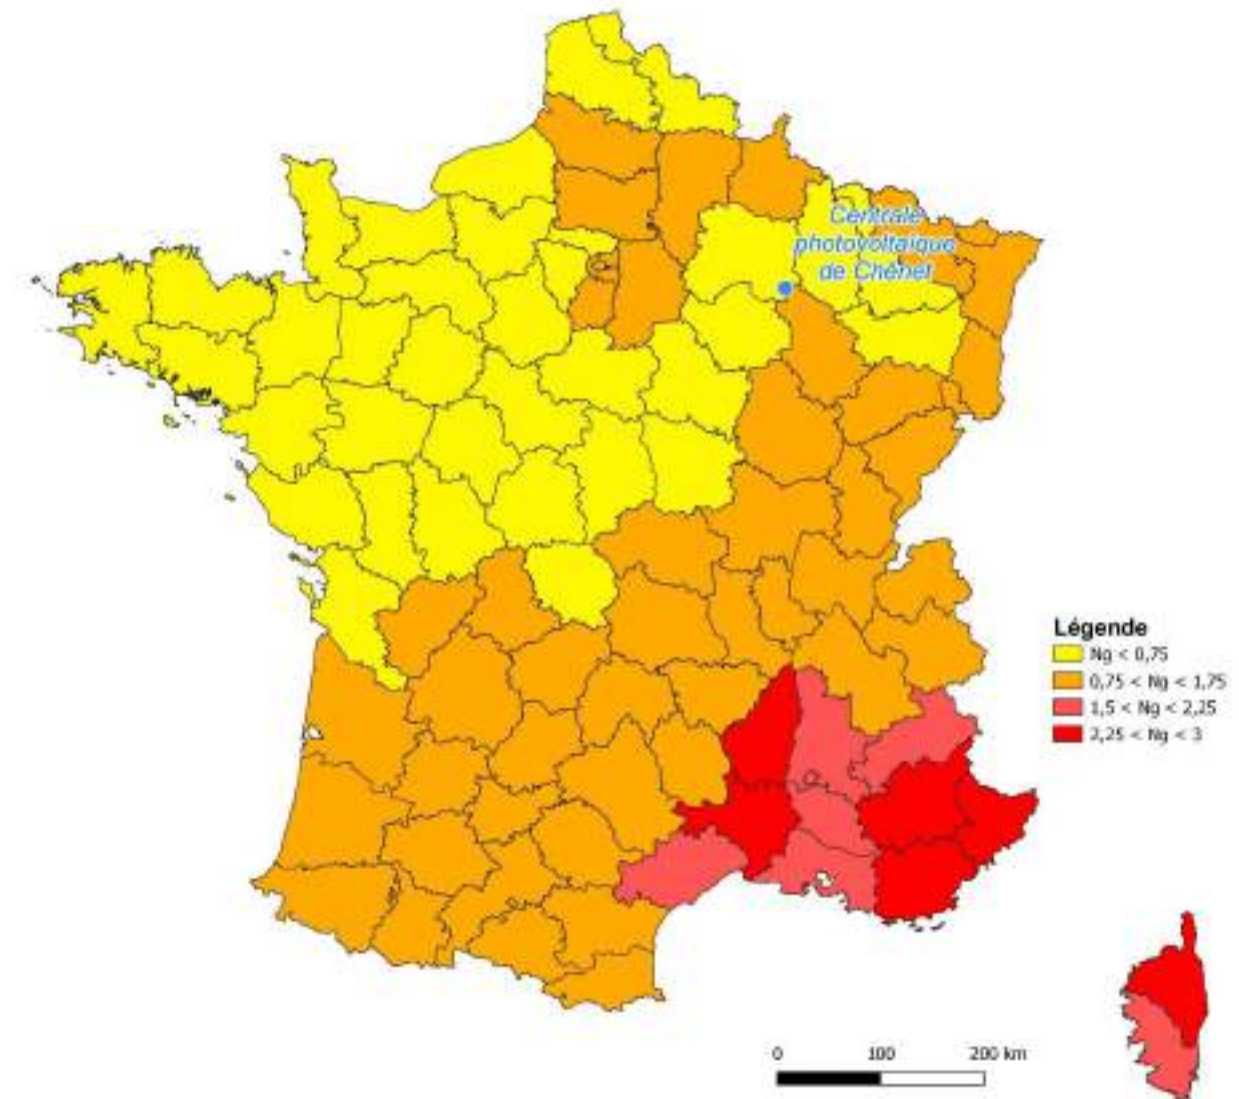 Centrale
photovoltaïque
de Chênet
Légende
Ng < 0,75
0,75 < Ng < 1,75
1,5 < Ng < 2,25
2,25 < Ng < 3
0 100 200 km